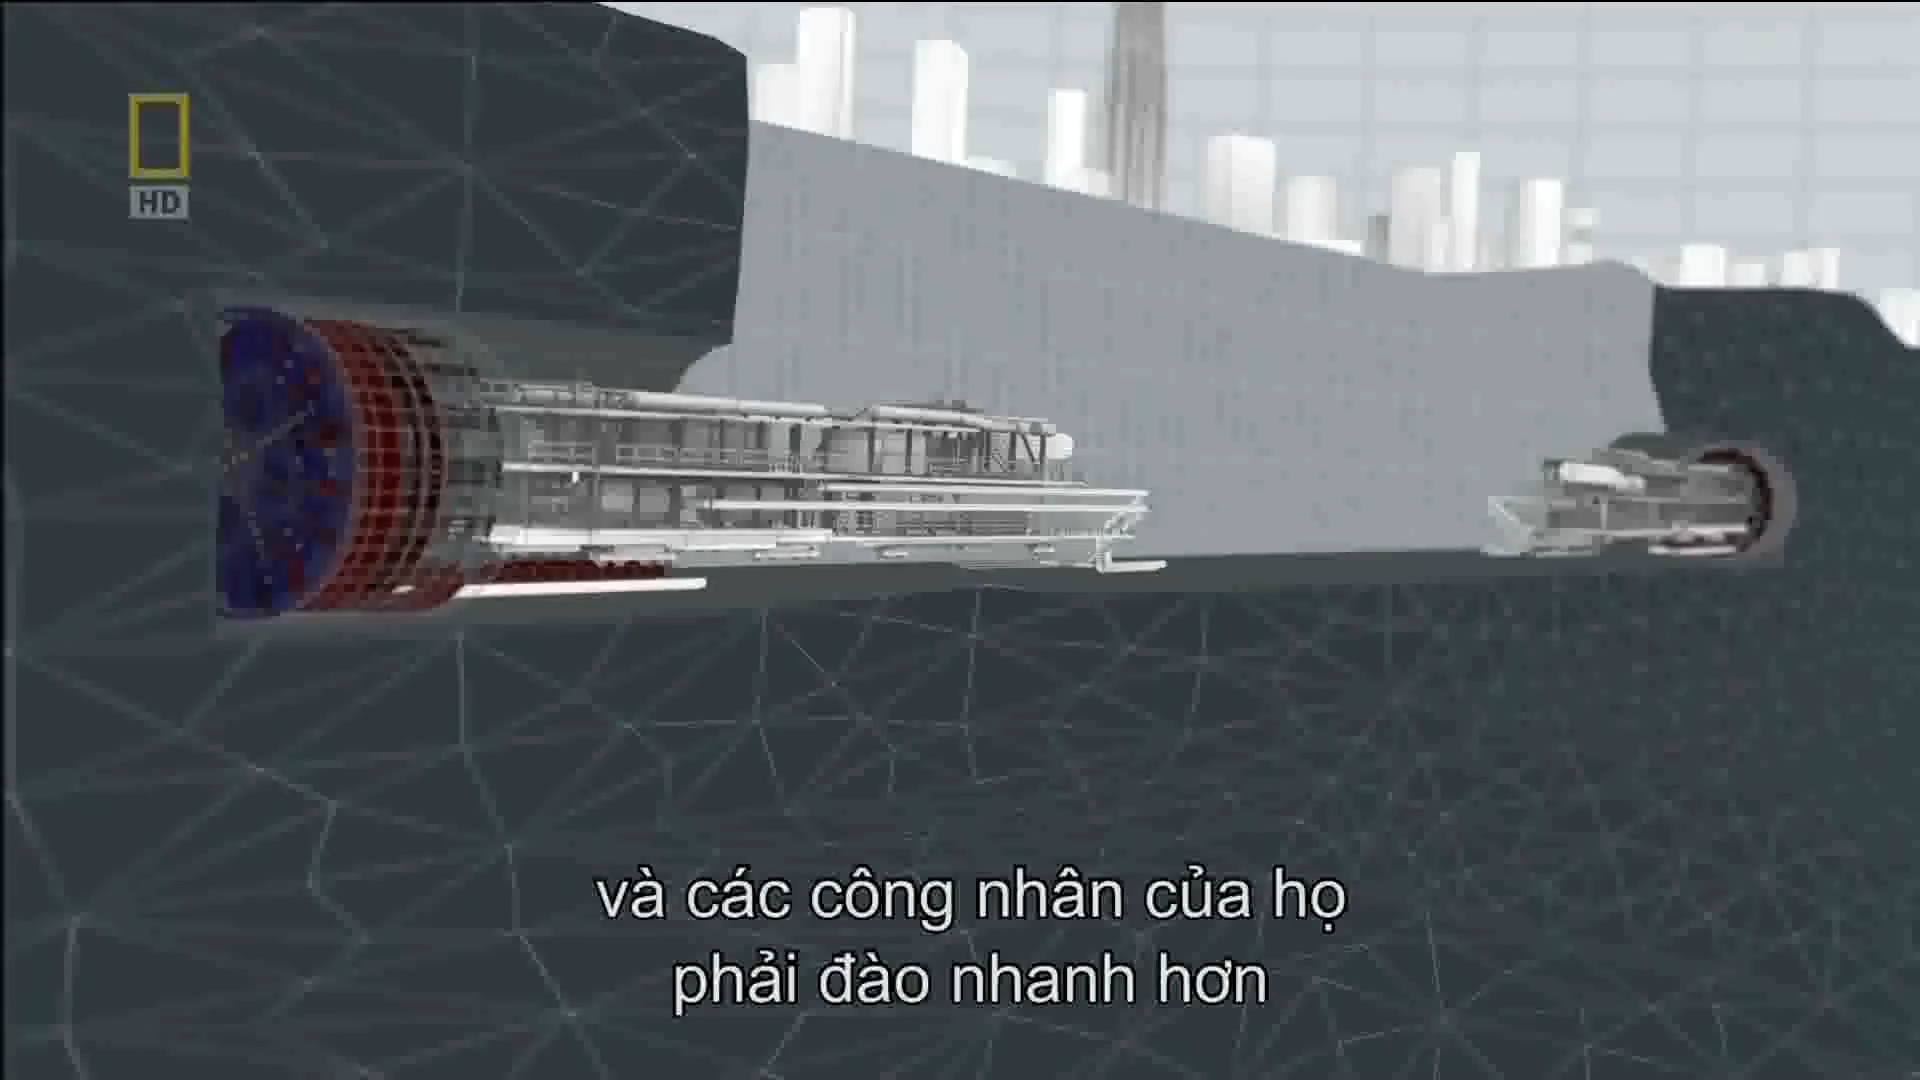 HD
và các công nhân của họ
phải đào nhanh hơn